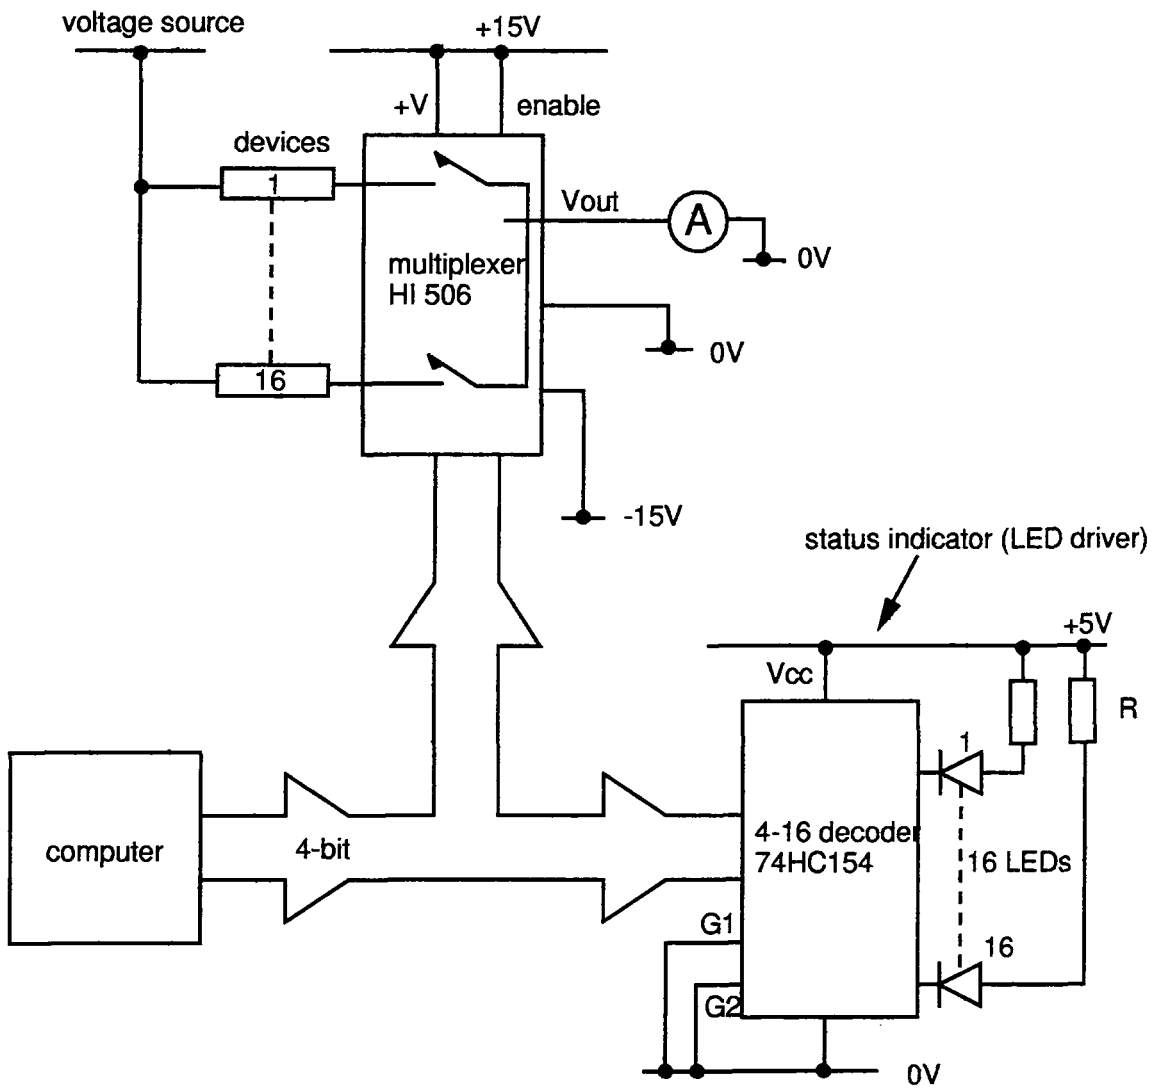 voltage source
+15V
+V
enable
devices
1
Vout
A
0V
multiplexer
HI 506
0V
16
-15V
status indicator (LED driver)
+5V
Vcc
R
1
computer
4-bit
4-16 decoder
74HC154
16 LEDs
G1
16
G2
0V